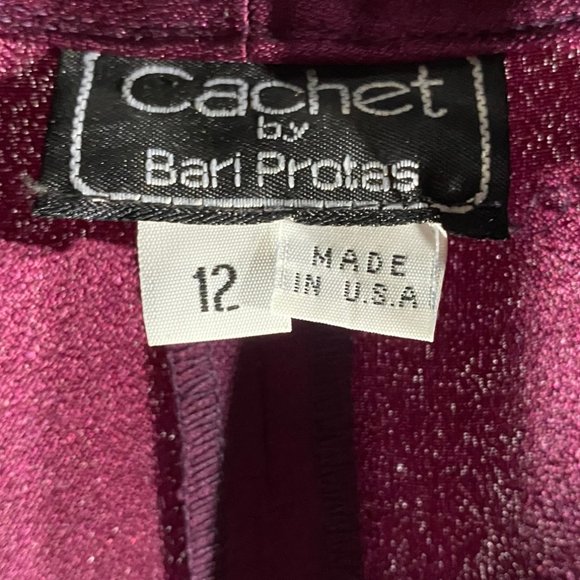 Cachet
by
Bari Protas
12
MADE
IN U.S.A